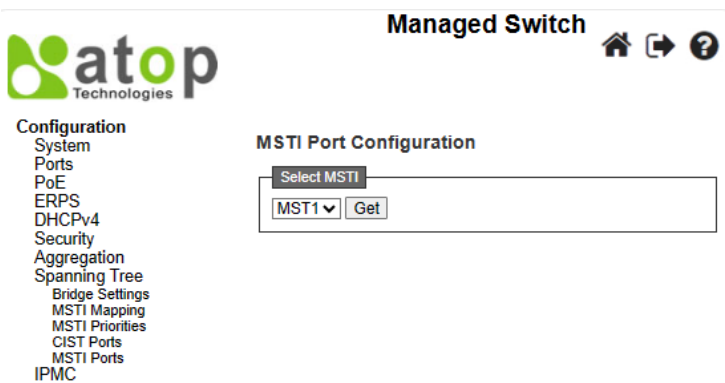 Managed Switch
atop
Technologies
Configuration
System
Ports
PoE
ERPS
DHCPv4
Security
Aggregation
Spanning Tree
Bridge Settings
MSTI Mapping
MSTI Priorities
CIST Ports
MSTI Ports
IPMC
MSTI Port Configuration
Select MSTI
MST1 Get